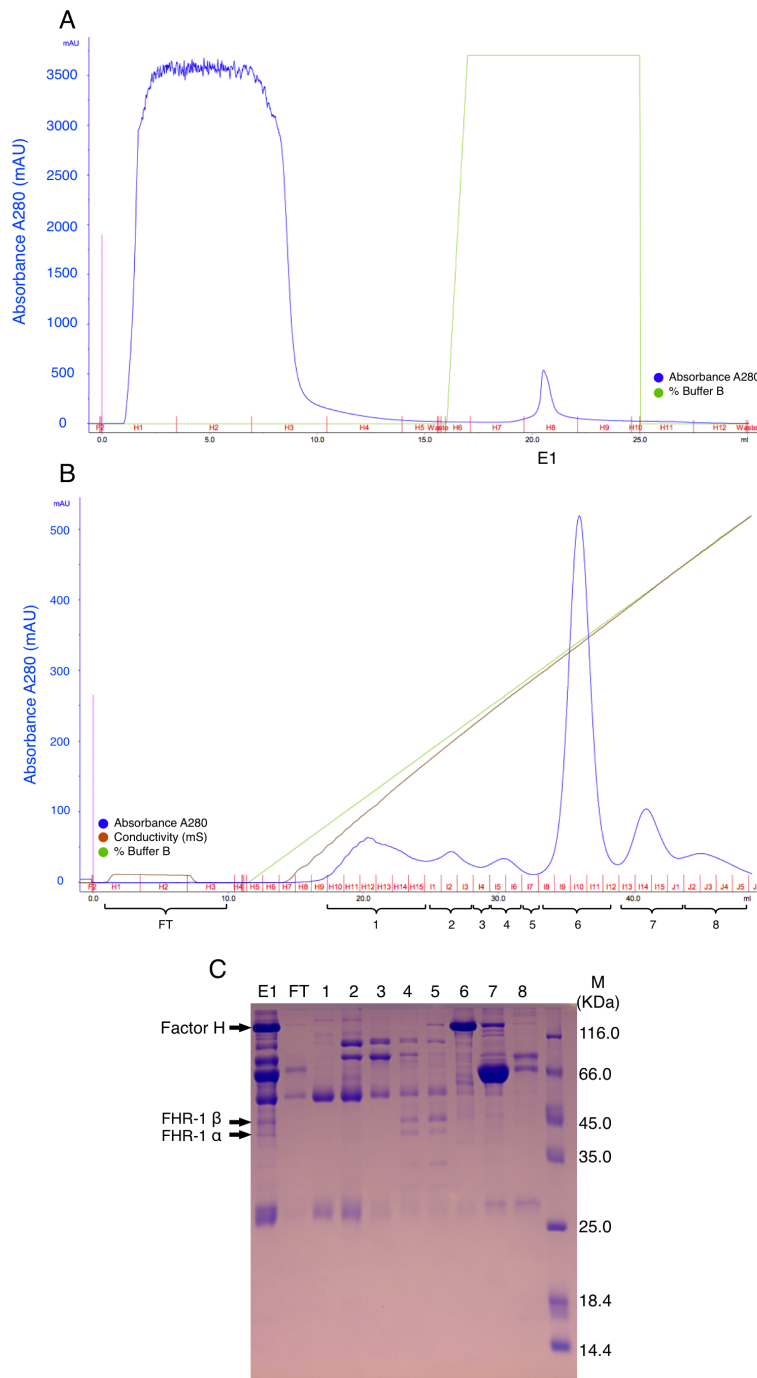 A
mAU
3500
3000
2500
2000
1500
1000
500
0
Absorbance A280 (mAU)
Absorbance A280
% Buffer B
F2 H1 H2 H3 H4 H5 Waste H6 H7 H8 H9 H10 H11 H12 Waste
0.0 5.0 10.0 15.0 20.0 25.0 ml
E1
B
mAU
500
400
300
200
100
0
Absorbance A280 (mAU)
Absorbance A280
Conductivity (mS)
% Buffer B
F2 H1 H2 H3 H4 H5 H6 H7 H8 H9 H10 H11 H12 H13 H14 H15 I1 I2 I3 I4 I5 I6 I7 I8 I9 I10 I11 I12 I13 I14 I15 J1 J2 J3 J4 J5 J
0.0 10.0 20.0 30.0 40.0 ml
FT 1 2 3 4 5 6 7 8
C
E1 FT 1 2 3 4 5 6 7 8 M
(KDa)
Factor H
FHR-1 β
FHR-1 α
116.0
66.0
45.0
35.0
25.0
18.4
14.4